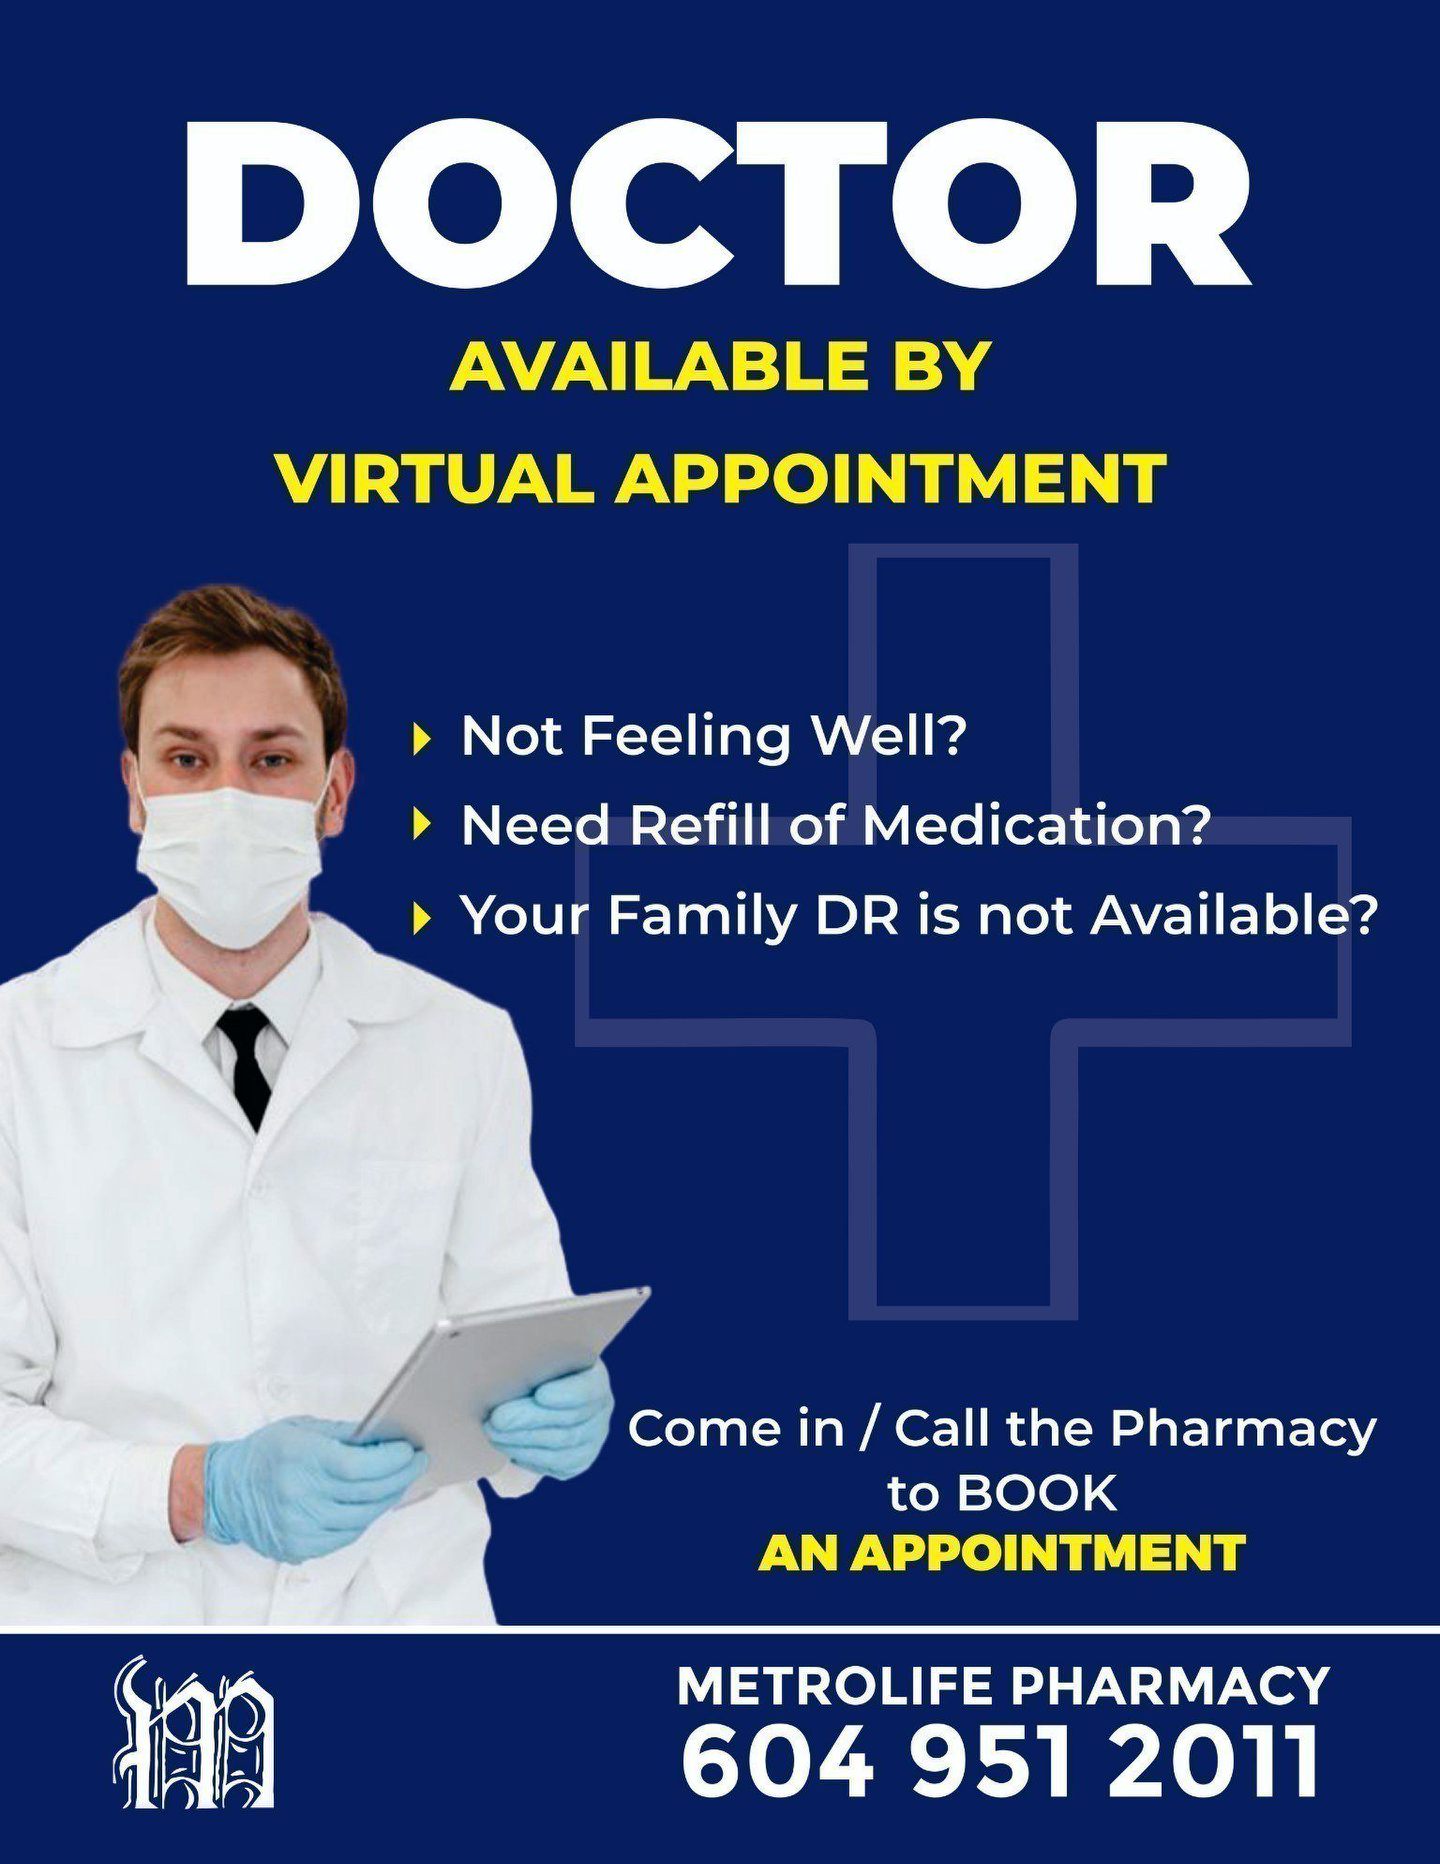 DOCTOR
AVAILABLE BY
VIRTUAL APPOINTMENT
Not Feeling Well?
Need Refill of Medication?
Your Family DR is not Available?
Come in / Call the Pharmacy
to BOOK
AN APPOINTMENT
METROLIFE PHARMACY
604 951 2011